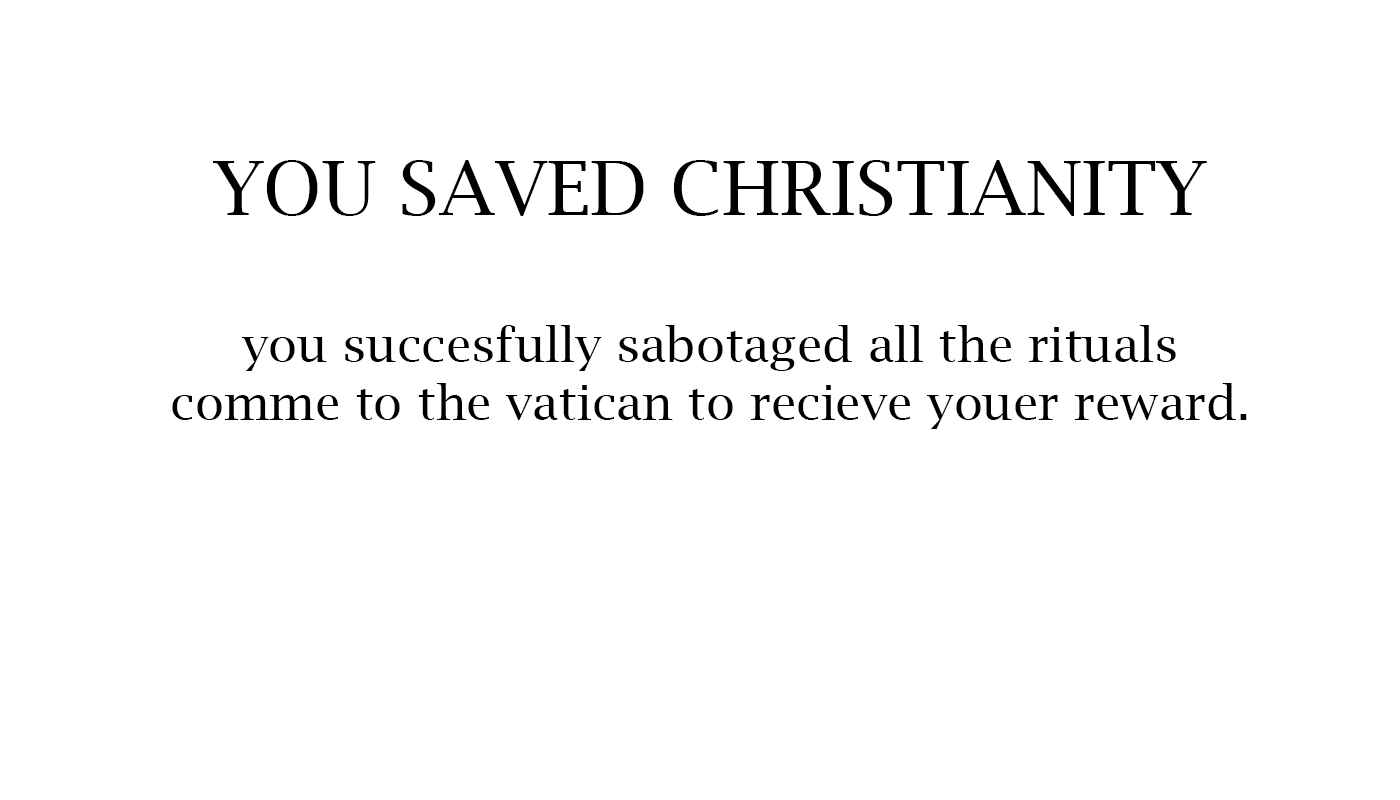 YOU SAVED CHRISTIANITY
you succesfully sabotaged all the rituals
comme to the vatican to recieve youer reward.